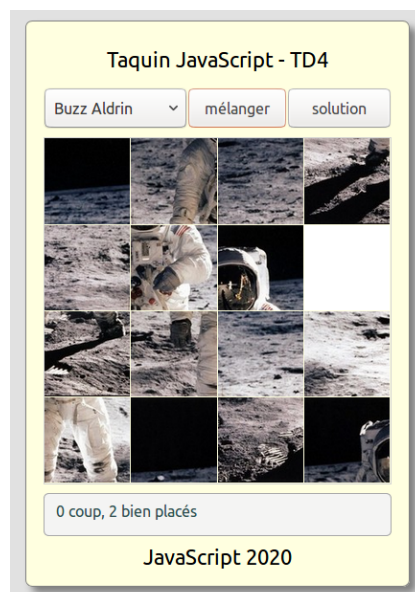 Taquin JavaScript - TD4
Buzz Aldrin mélanger solution
0 coup, 2 bien placés
JavaScript 2020